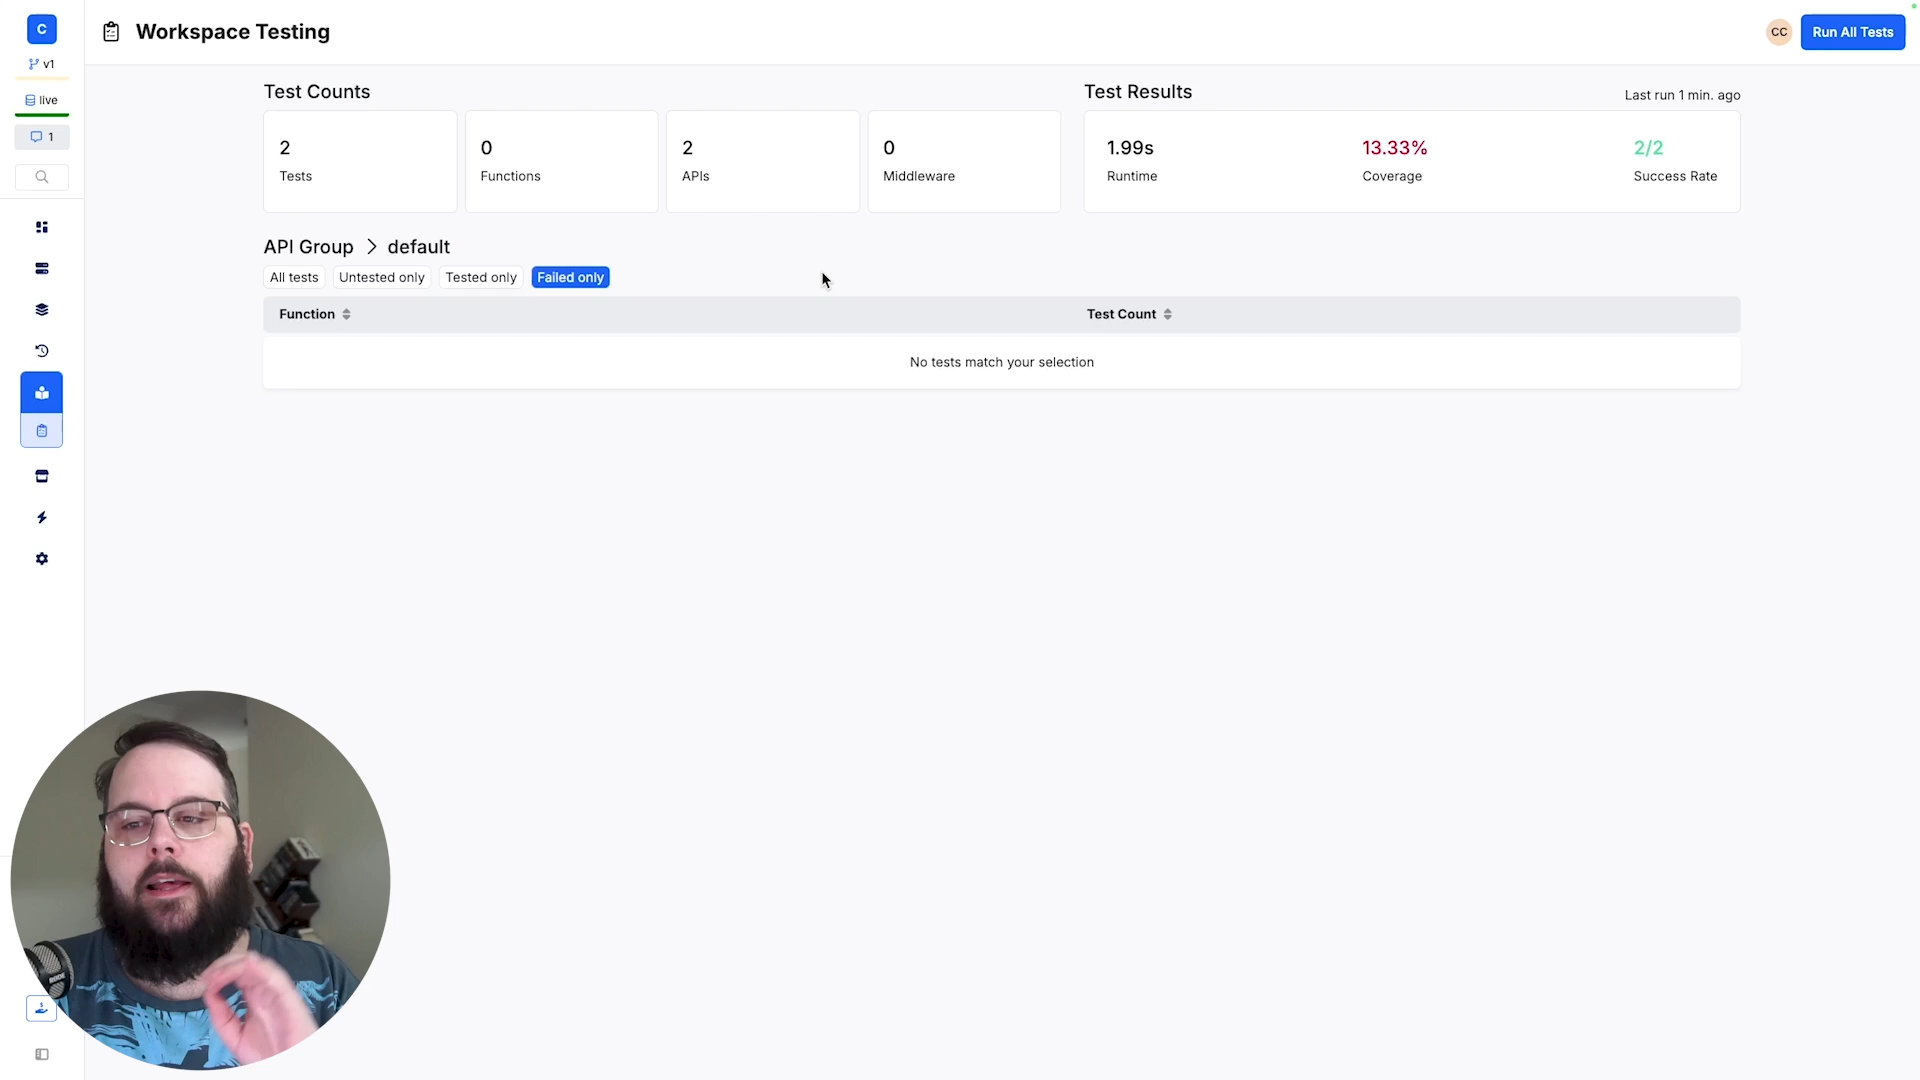 C
Workspace Testing
CC
Run All Tests
v1
live
1
Test Counts
Test Results
Last run 1 min. ago
2
Tests
0
Functions
2
APIs
0
Middleware
1.99s
Runtime
13.33%
Coverage
2/2
Success Rate
API Group > default
All tests
Untested only
Tested only
Failed only
Function
Test Count
No tests match your selection
RODE